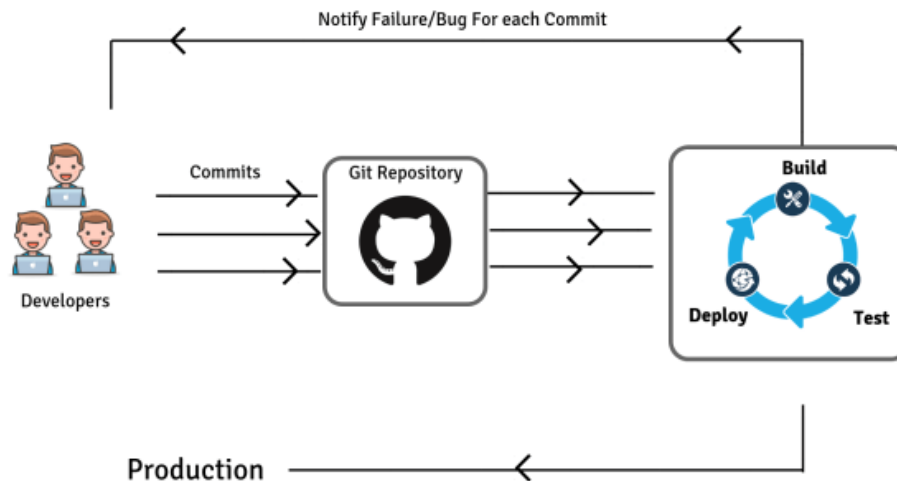 Notify Failure/Bug For each Commit
Commits
Git Repository
Build
Developers
Deploy
Test
Production